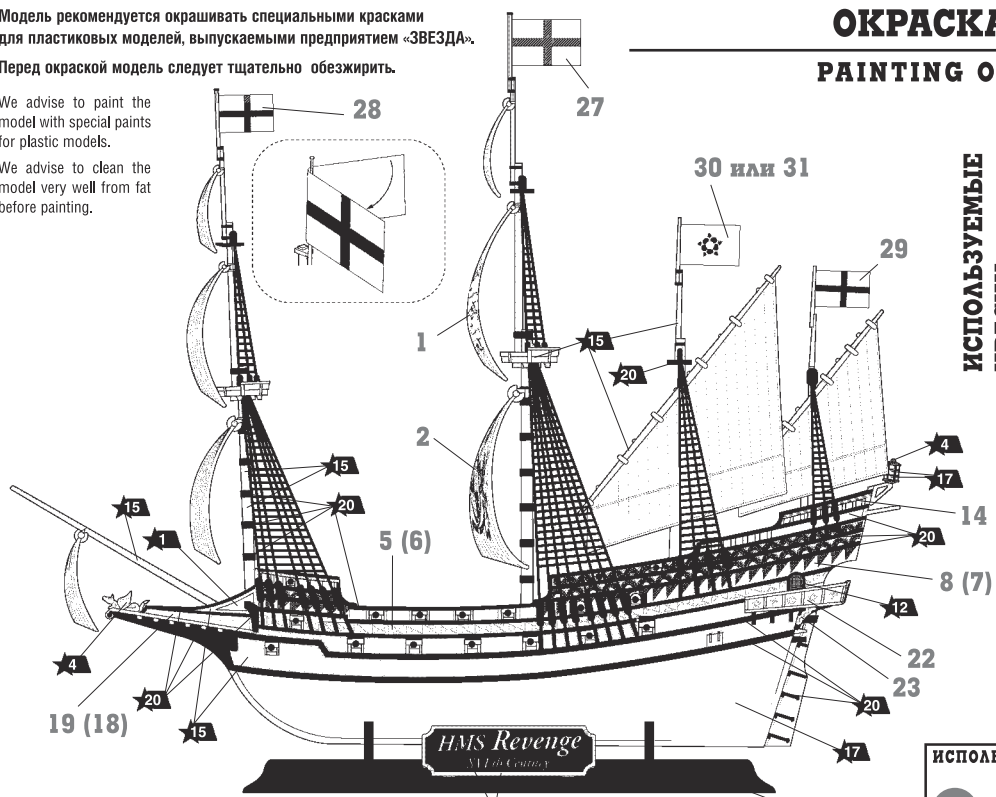 Модель рекомендуется окрашивать специальными красками
для пластиковых моделей, выпускаемыми предприятием «ЗВЕЗДА».
Перед окраской модель следует тщательно обезжирить.
We advise to paint the
model with special paints
for plastic models.
We advise to clean the
model very well from fat
before painting.
ОКРАСКА
PAINTING O
28
27
30 или 31
29
ИСПОЛЬЗУЕМЫЕ
1
15
20
2
4
17
15
20
15
1
5 (6)
14
20
8 (7)
12
22
23
4
20
19 (18)
15
20
17
HMS Revenge
XVI th Century
ИСПОЛЬ